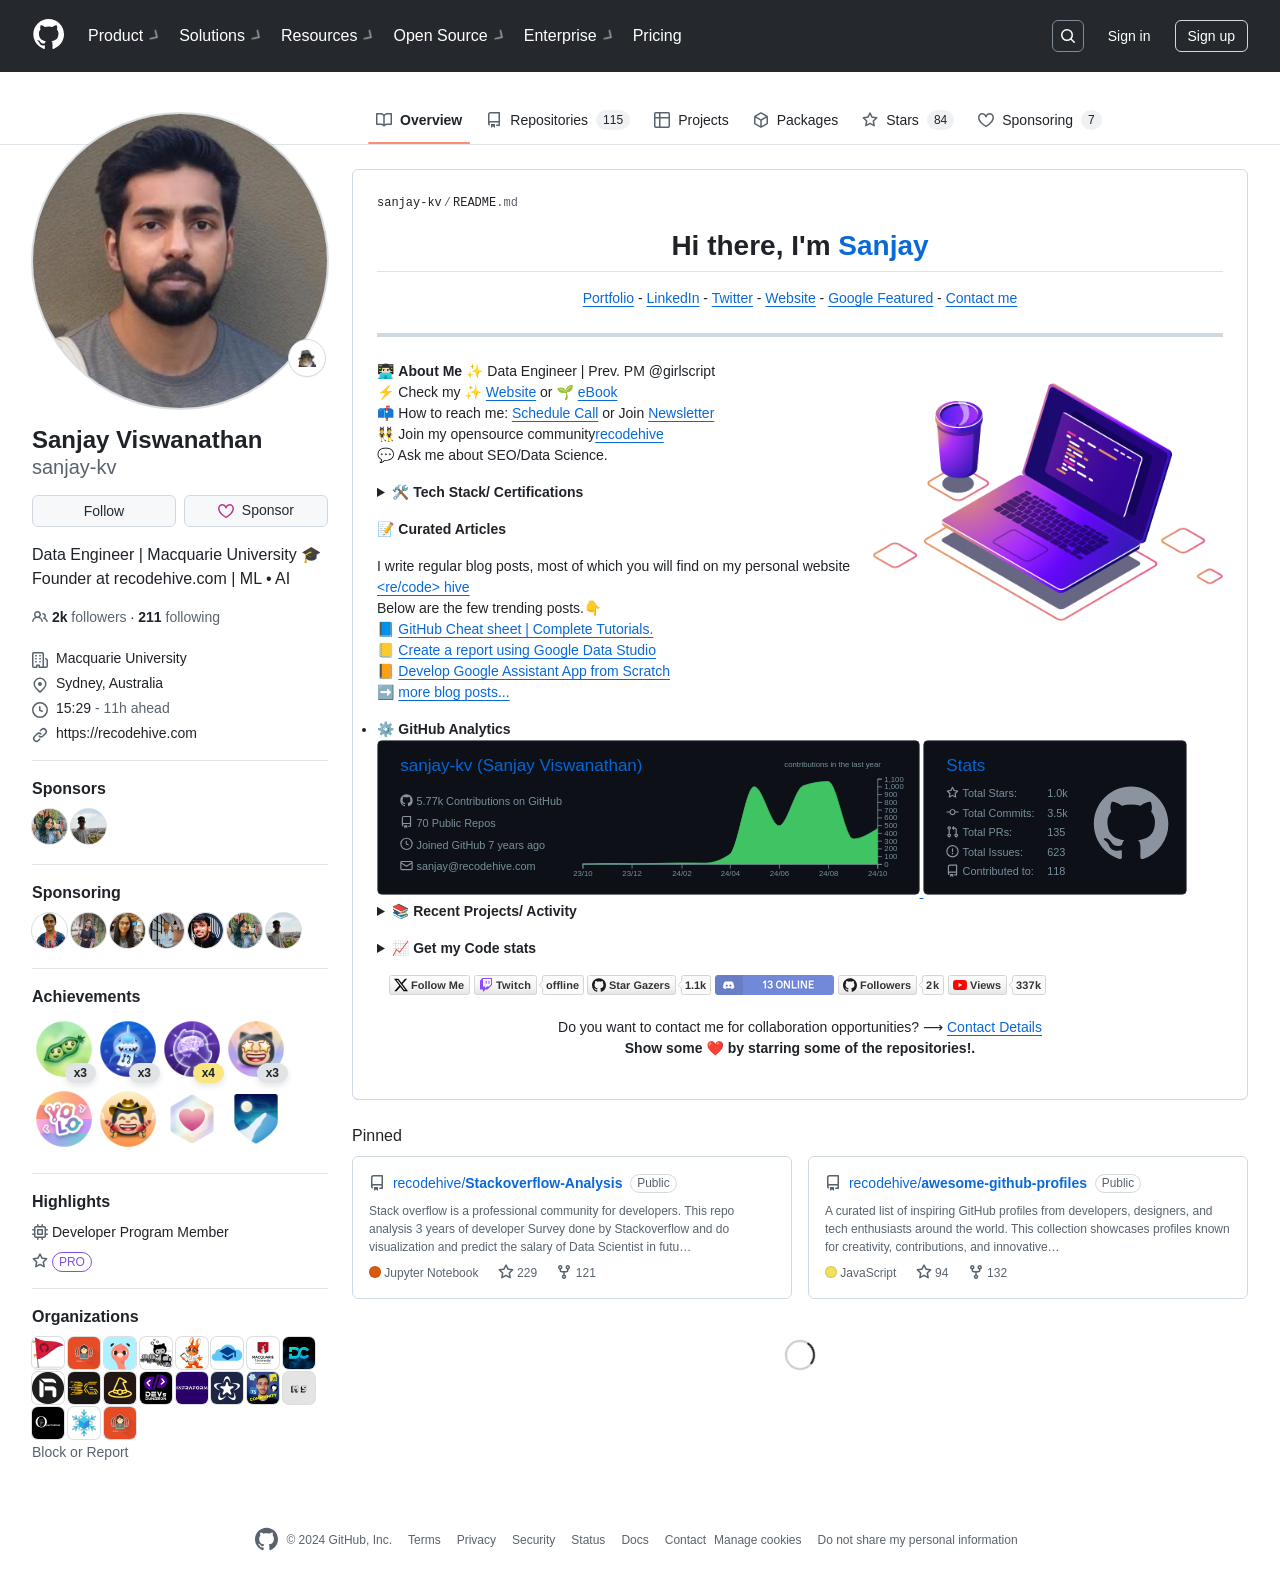 Product Solutions Resources Open Source Enterprise Pricing Sign in Sign up
Overview Repositories 115 Projects Packages Stars 84 Sponsoring 7
Sanjay Viswanathan
sanjay-kv
Follow Sponsor
Data Engineer | Macquarie University 🎓
Founder at recodehive.com | ML • AI
2k followers · 211 following
Macquarie University
Sydney, Australia
15:29 - 11h ahead
https://recodehive.com
Sponsors
Sponsoring
Achievements
x3 x3 x4 x3
YOLO
Highlights
Developer Program Member
PRO
Organizations
Block or Report
sanjay-kv/README.md
Hi there, I'm Sanjay
Portfolio - LinkedIn - Twitter - Website - Google Featured - Contact me
👨🏻‍💻 About Me ✨ Data Engineer | Prev. PM @girlscript
⚡ Check my ✨ Website or 🌱 eBook
📫 How to reach me: Schedule Call or Join Newsletter
👯 Join my opensource communityrecodehive
💬 Ask me about SEO/Data Science.
🛠️ Tech Stack/ Certifications
📝 Curated Articles
I write regular blog posts, most of which you will find on my personal website
<re/code> hive
Below are the few trending posts.👇
📘 GitHub Cheat sheet | Complete Tutorials.
📒 Create a report using Google Data Studio
📙 Develop Google Assistant App from Scratch
➡️ more blog posts...
⚙️ GitHub Analytics
sanjay-kv (Sanjay Viswanathan)
contributions in the last year
5.77k Contributions on GitHub
70 Public Repos
Joined GitHub 7 years ago
sanjay@recodehive.com
1,100
1,000
900
800
700
600
500
400
300
200
100
0
23/10 23/12 24/02 24/04 24/06 24/08 24/10
Stats
Total Stars: 1.0k
Total Commits: 3.5k
Total PRs: 135
Total Issues: 623
Contributed to: 118
📚 Recent Projects/ Activity
📈 Get my Code stats
Follow Me Twitch offline Star Gazers 1.1k 13 ONLINE Followers 2k Views 337k
Do you want to contact me for collaboration opportunities? ⟶ Contact Details
Show some ❤️ by starring some of the repositories!.
Pinned
recodehive/Stackoverflow-Analysis Public
Stack overflow is a professional community for developers. This repo
analysis 3 years of developer Survey done by Stackoverflow and do
visualization and predict the salary of Data Scientist in futu…
Jupyter Notebook 229 121
recodehive/awesome-github-profiles Public
A curated list of inspiring GitHub profiles from developers, designers, and
tech enthusiasts around the world. This collection showcases profiles known
for creativity, contributions, and innovative…
JavaScript 94 132
© 2024 GitHub, Inc. Terms Privacy Security Status Docs Contact Manage cookies Do not share my personal information